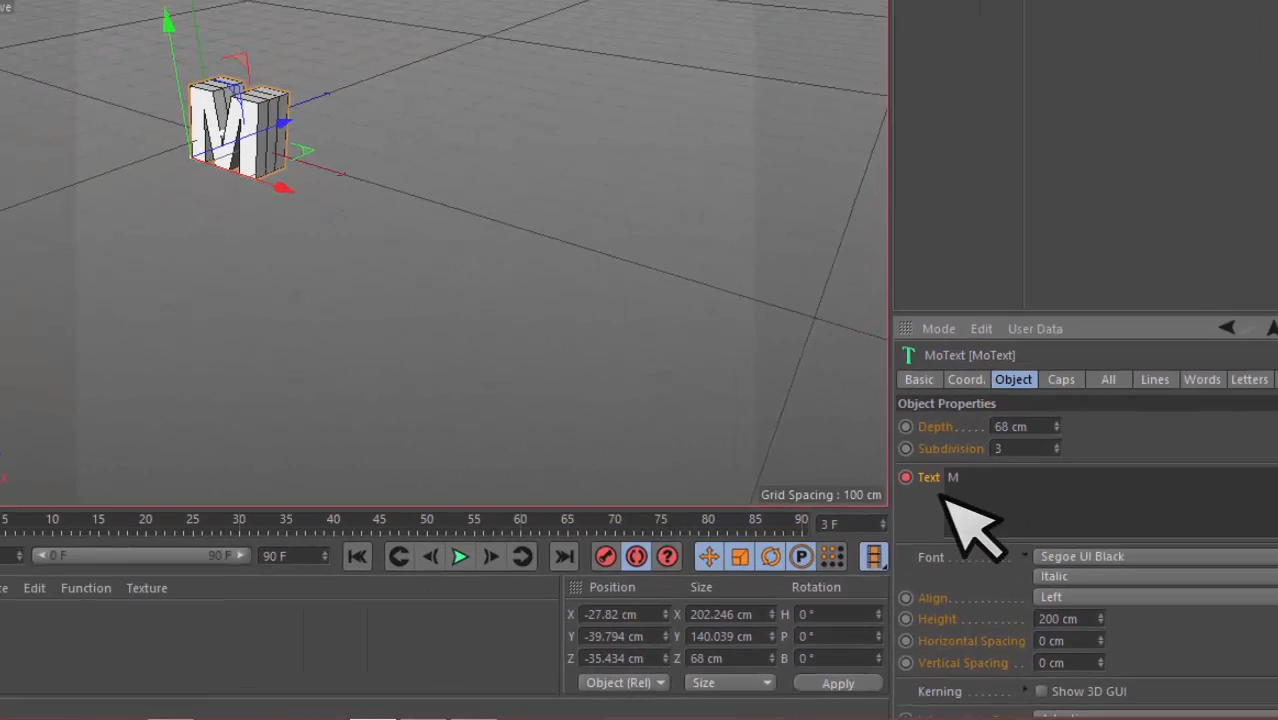 ve
M
x
Grid Spacing : 100 cm
Mode Edit User Data
MoText [MoText]
Basic Coord. Object Caps All Lines Words Letters
Object Properties
Depth 68 cm
Subdivision 3
Text M
Font Segoe UI Black
Italic
Align Left
Height 200 cm
Horizontal Spacing 0 cm
Vertical Spacing 0 cm
Kerning Show 3D GUI
5 10 15 20 25 30 35 40 45 50 55 60 65 70 75 80 85 90 3 F
0 F 90 F 90 F
P
Edit Function Texture
Position Size Rotation
X -27.82 cm X 202.246 cm H 0 °
Y -39.794 cm Y 140.039 cm P 0 °
Z -35.434 cm Z 68 cm B 0 °
Object (Rel) Size Apply